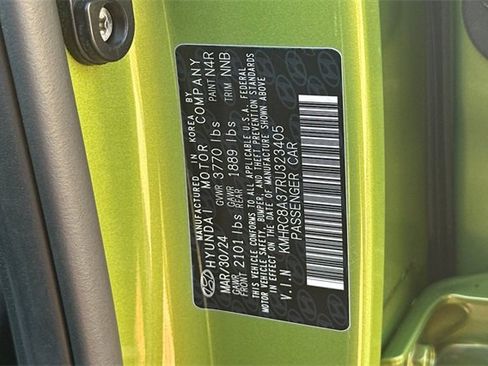 MANUFACTURED IN KOREA BY
HYUNDAI MOTOR COMPANY
MAR/30/24 GVWR 3770 lbs PAINT N4R
GAWR FRONT 2101 lbs GAWR REAR 1889 lbs TRIM NNB
THIS VEHICLE CONFORMS TO ALL APPLICABLE U.S.A. FEDERAL
MOTOR VEHICLE SAFETY, BUMPER, AND THEFT PREVENTION STANDARDS
IN EFFECT ON THE DATE OF MANUFACTURE SHOWN ABOVE
V.I.N KMHRC8A37RU323405
PASSENGER CAR